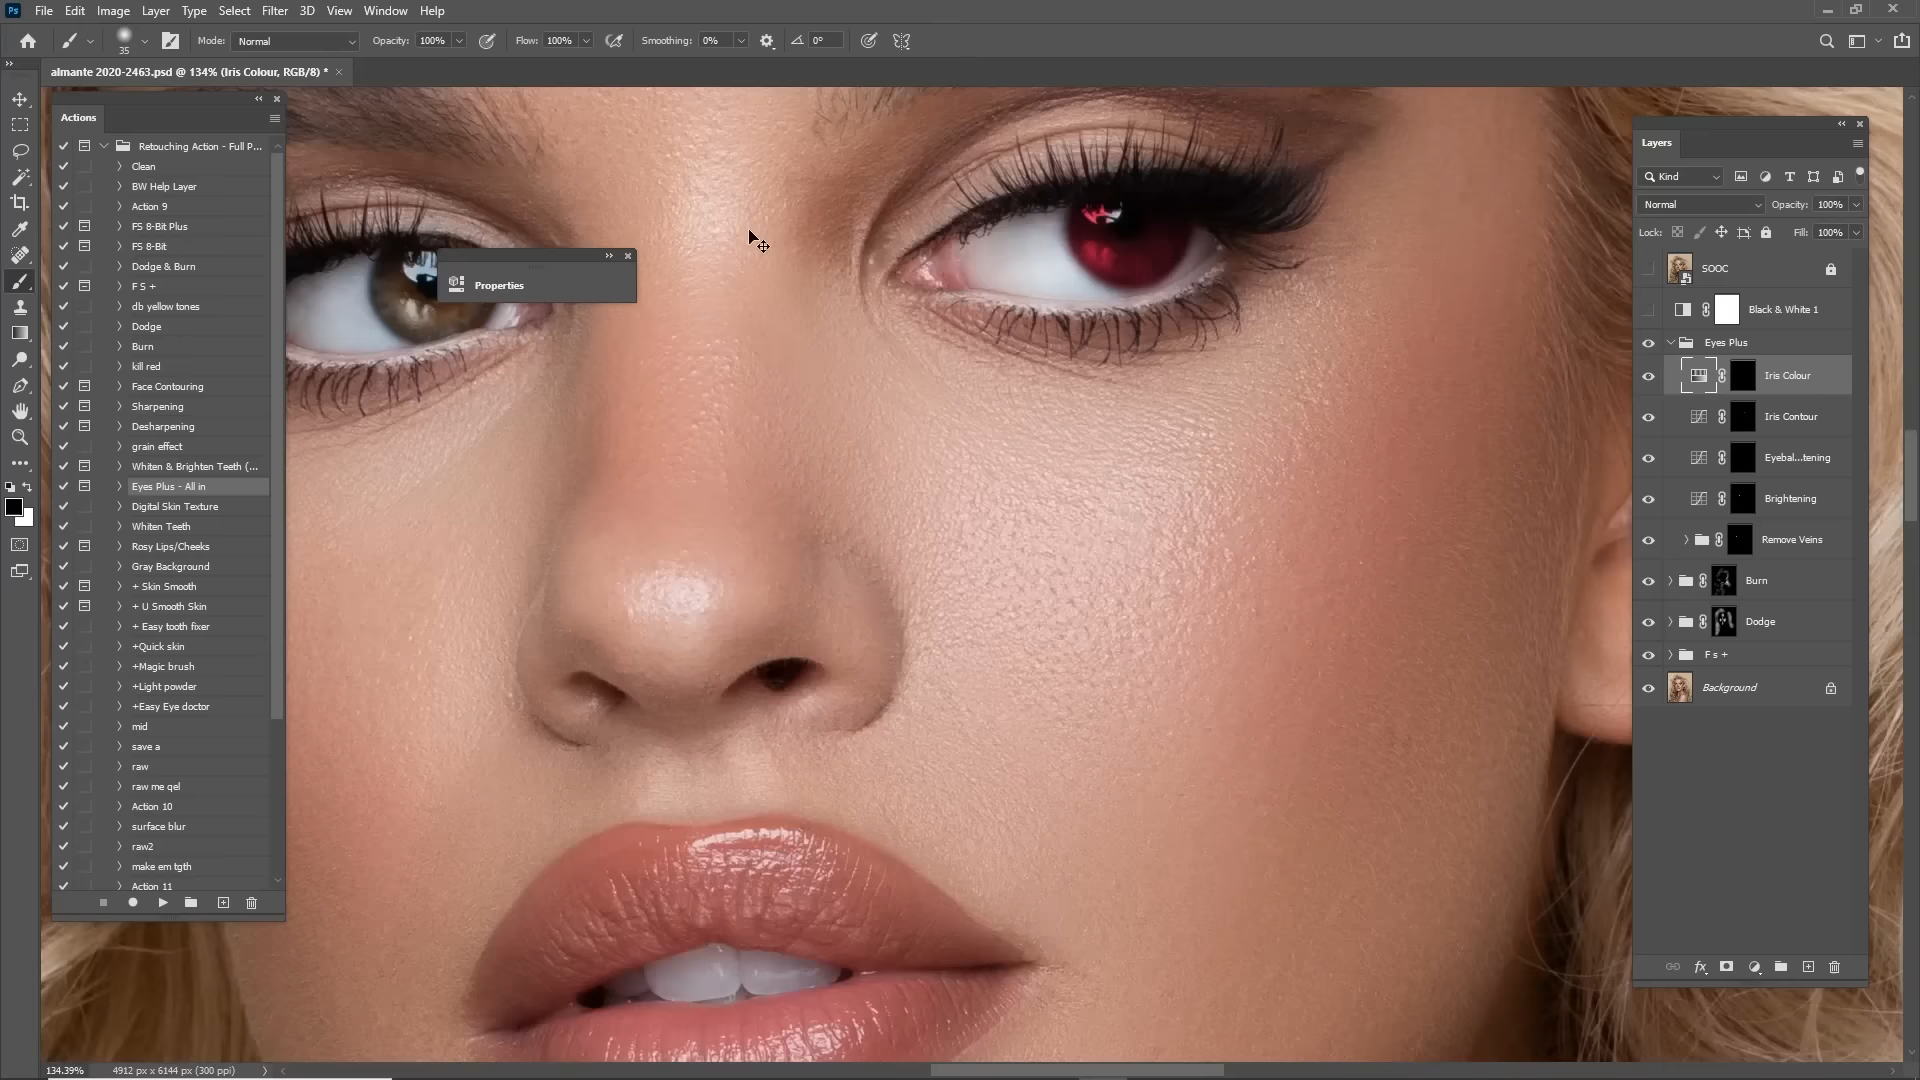 Ps File Edit Image Layer Type Select Filter 3D View Window Help
35 Mode: Normal Opacity: 100% Flow: 100% Smoothing: 0% 0°
almante 2020-2463.psd @ 134% (Iris Colour, RGB/8) *
Actions
Retouching Action - Full P...
Clean
BW Help Layer
Action 9
FS 8-Bit Plus
FS 8-Bit
Dodge & Burn
F S +
db yellow tones
Dodge
Burn
kill red
Face Contouring
Sharpening
Desharpening
grain effect
Whiten & Brighten Teeth (...
Eyes Plus - All in
Digital Skin Texture
Whiten Teeth
Rosy Lips/Cheeks
Gray Background
+ Skin Smooth
+ U Smooth Skin
+ Easy tooth fixer
+Quick skin
+Magic brush
+Light powder
+Easy Eye doctor
mid
save a
raw
raw me qel
Action 10
surface blur
raw2
make em tgth
Action 11
Properties
Layers
Kind
Normal Opacity: 100%
Lock: Fill: 100%
SOOC
Black & White 1
Eyes Plus
Iris Colour
Iris Contour
Eyebal...tening
Brightening
Remove Veins
Burn
Dodge
F s +
Background
fx
134.39% 4912 px x 6144 px (300 ppi)